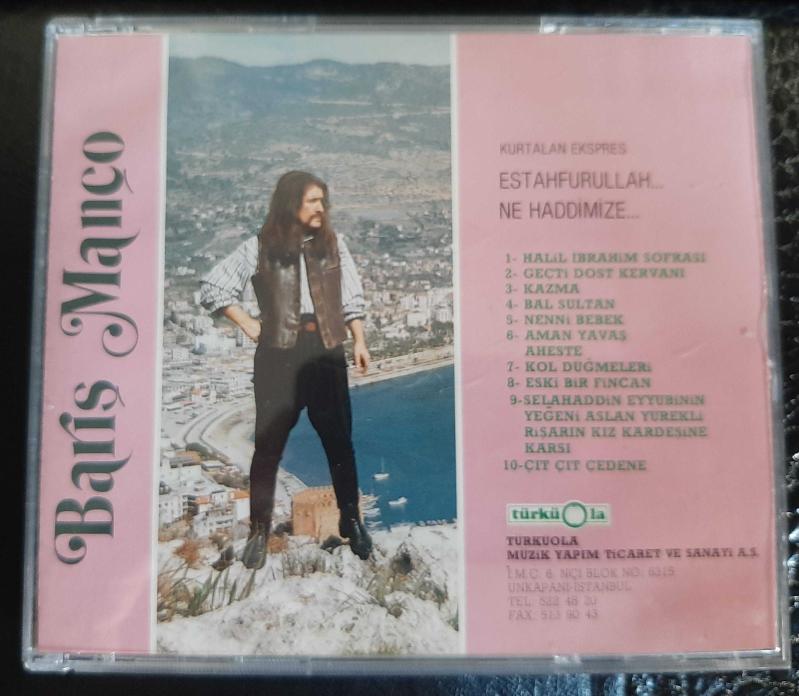 Barış Manço
KURTALAN EKSPRES
ESTAHFURULLAH...
NE HADDİMİZE...
1- HALİL İBRAHİM SOFRASI
2- GEÇTİ DOST KERVANI
3- KAZMA
4- BAL SULTAN
5- NENNİ BEBEK
6- AMAN YAVAŞ
AHESTE
7- KOL DÜĞMELERİ
8- ESKİ BİR FİNCAN
9-SELAHADDİN EYYUBİNİN
YEĞENİ ASLAN YÜREKLİ
RİŞARIN KIZ KARDEŞİNE
KARŞI
10-ÇIT ÇIT ÇEDENE
türküola
TÜRKÜOLA
MÜZİK YAPIM TİCARET VE SANAYİ A.Ş.
İ.M.Ç. 6. NÇI BLOK NO: 6315
UNKAPANI-İSTANBUL
TEL: 522 48 20
FAX: 513 90 43